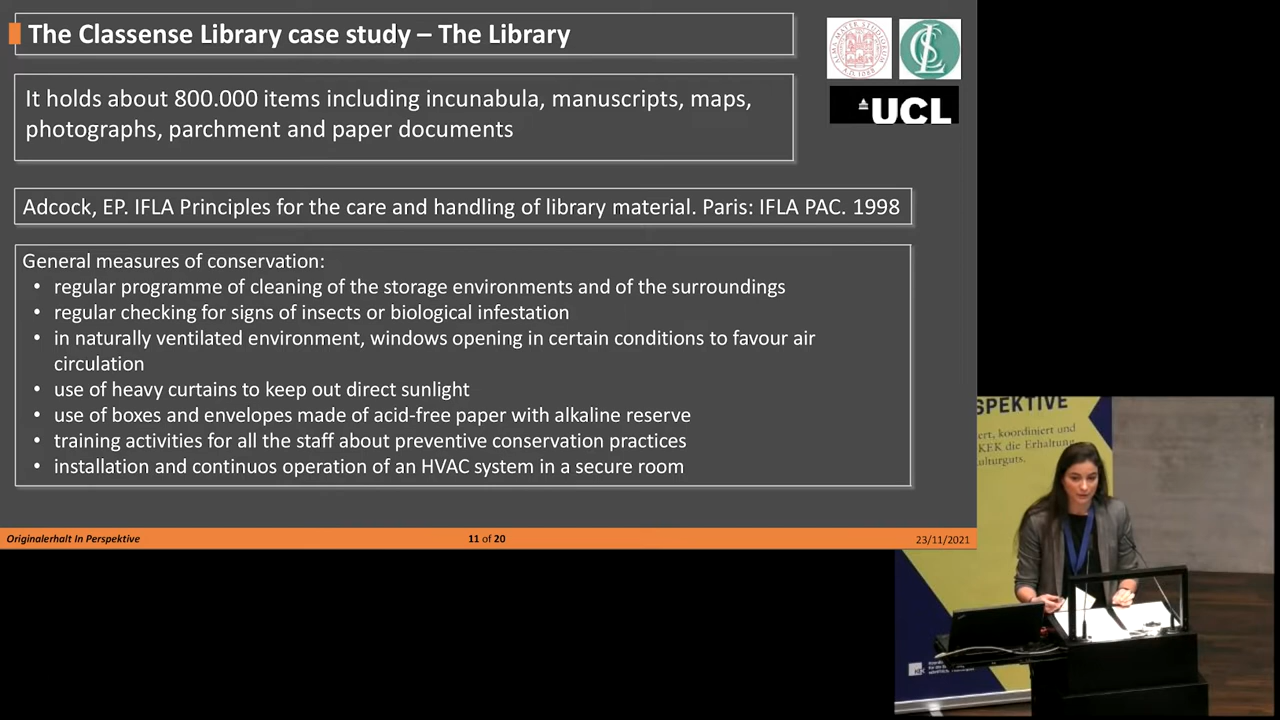 The Classense Library case study – The Library
It holds about 800.000 items including incunabula, manuscripts, maps,
photographs, parchment and paper documents
UCL
Adcock, EP. IFLA Principles for the care and handling of library material. Paris: IFLA PAC. 1998
General measures of conservation:
• regular programme of cleaning of the storage environments and of the surroundings
• regular checking for signs of insects or biological infestation
• in naturally ventilated environment, windows opening in certain conditions to favour air
circulation
• use of heavy curtains to keep out direct sunlight
• use of boxes and envelopes made of acid-free paper with alkaline reserve
• training activities for all the staff about preventive conservation practices
• installation and continuos operation of an HVAC system in a secure room
Originalerhalt In Perspektive
11 of 20
23/11/2021
SPEKTIVE
ert, koordiniert und
KEK die Erhaltung
ulturguts.